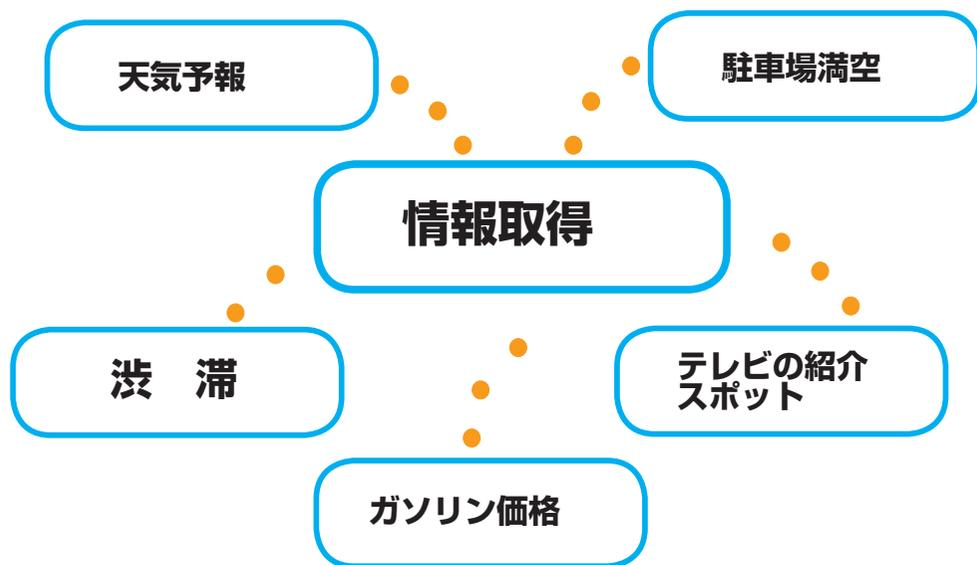 天気予報
駐車場満空
情報取得
渋　滞
テレビの紹介
スポット
ガソリン価格